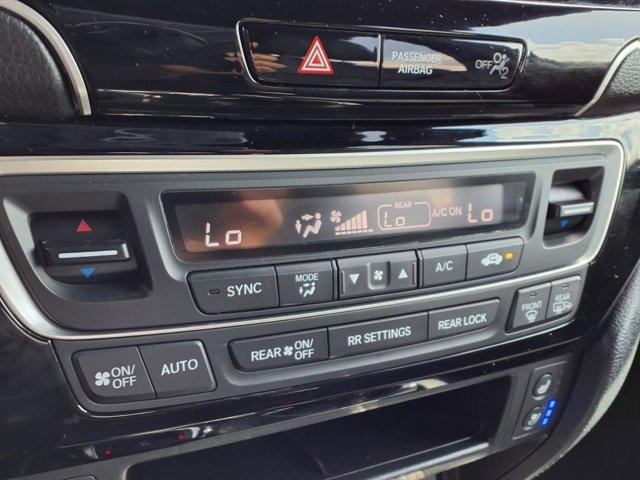 PASSENGER
AIRBAG
OFF
Lo
REAR
Lo
A/C ON
Lo
SYNC
MODE
A/C
FRONT
REAR
ON/
OFF
AUTO
REAR ON/
OFF
RR SETTINGS
REAR LOCK